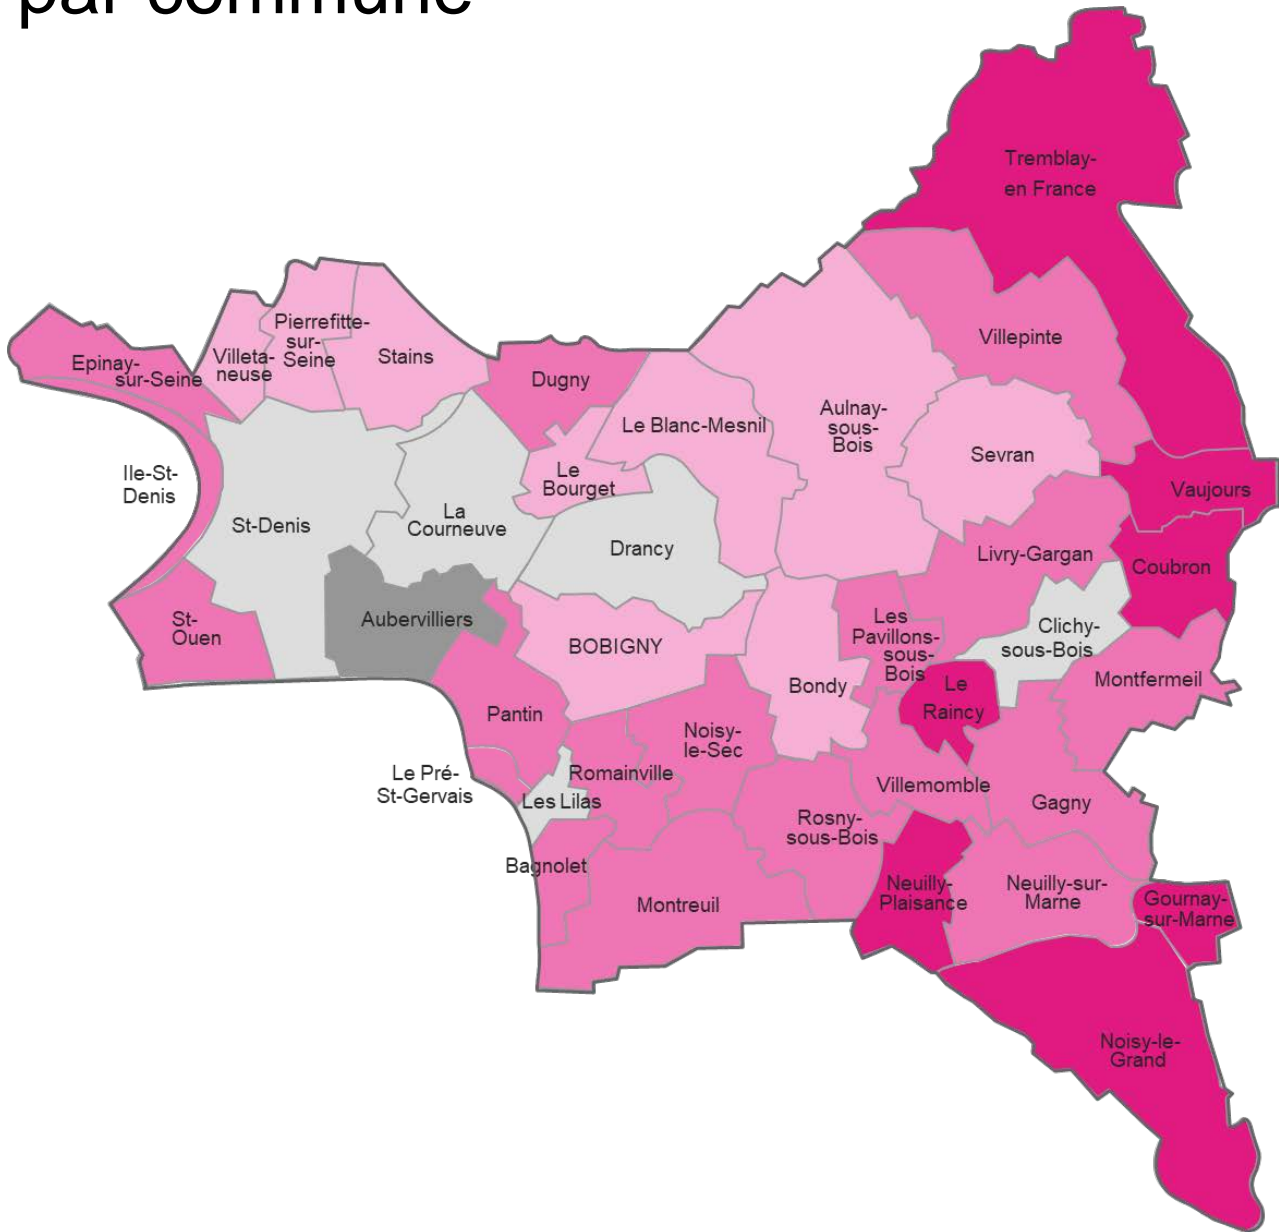 par commune
Tremblay-
en France
Pierrefitte-
sur-
Seine
Villeta-
neuse
Stains
Epinay-
sur-Seine
Dugny
Villepinte
Le Blanc-Mesnil
Aulnay-
sous-
Bois
Sevran
Ile-St-
Denis
Le
Bourget
Vaujours
St-Denis
La
Courneuve
Drancy
Livry-Gargan
Coubron
St-
Ouen
Aubervilliers
BOBIGNY
Les
Pavillons-
sous-
Bois
Clichy-
sous-Bois
Bondy
Le
Raincy
Montfermeil
Pantin
Noisy-
le-Sec
Le Pré-
St-Gervais
Romainville
Les Lilas
Villemomble
Gagny
Rosny-
sous-Bois
Bagnolet
Montreuil
Neuilly-
Plaisance
Neuilly-sur-
Marne
Gournay-
sur-Marne
Noisy-le-
Grand